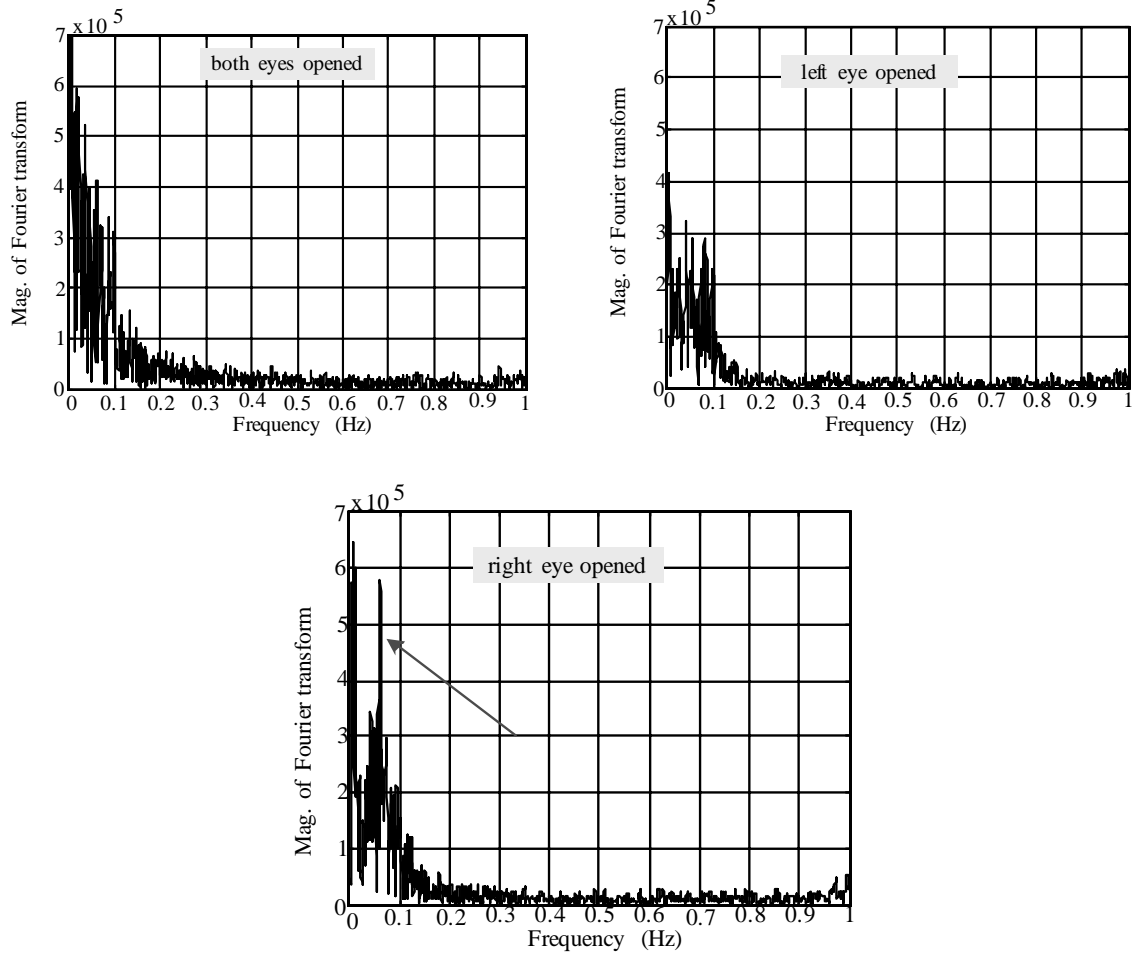 x10 5
both eyes opened
Mag. of Fourier transform
7
6
5
4
3
2
1
0
0 0.1 0.2 0.3 0.4 0.5 0.6 0.7 0.8 0.9 1
Frequency (Hz)
x10 5
left eye opened
Mag. of Fourier transform
7
6
5
4
3
2
1
0
0 0.1 0.2 0.3 0.4 0.5 0.6 0.7 0.8 0.9 1
Frequency (Hz)
x10 5
right eye opened
Mag. of Fourier transform
7
6
5
4
3
2
1
0
0 0.1 0.2 0.3 0.4 0.5 0.6 0.7 0.8 0.9 1
Frequency (Hz)